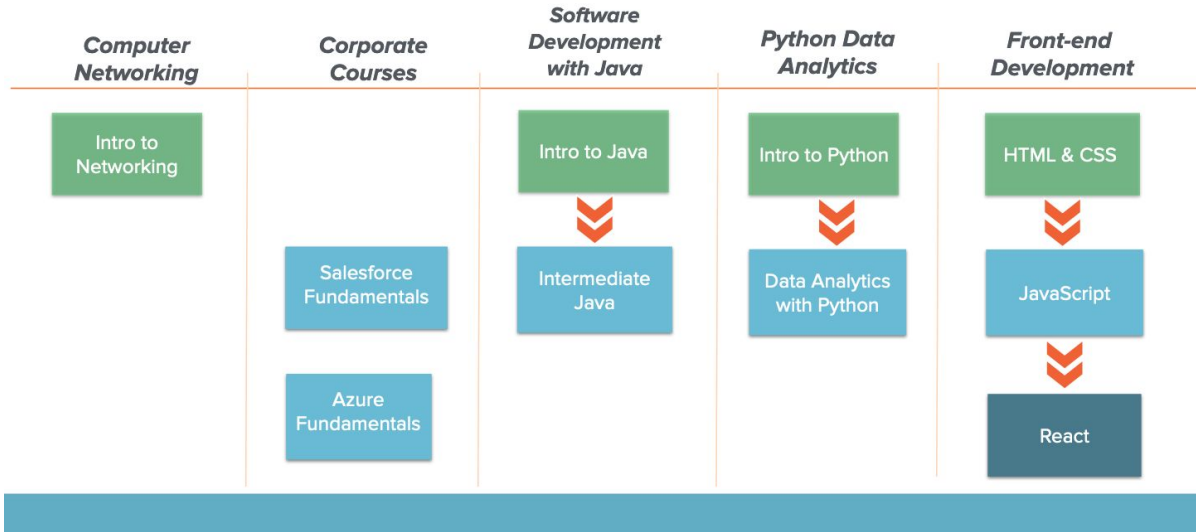 Computer
Networking
Corporate
Courses
Software
Development
with Java
Python Data
Analytics
Front-end
Development
Intro to
Networking
Intro to Java
Intro to Python
HTML & CSS
Salesforce
Fundamentals
Intermediate
Java
Data Analytics
with Python
JavaScript
Azure
Fundamentals
React